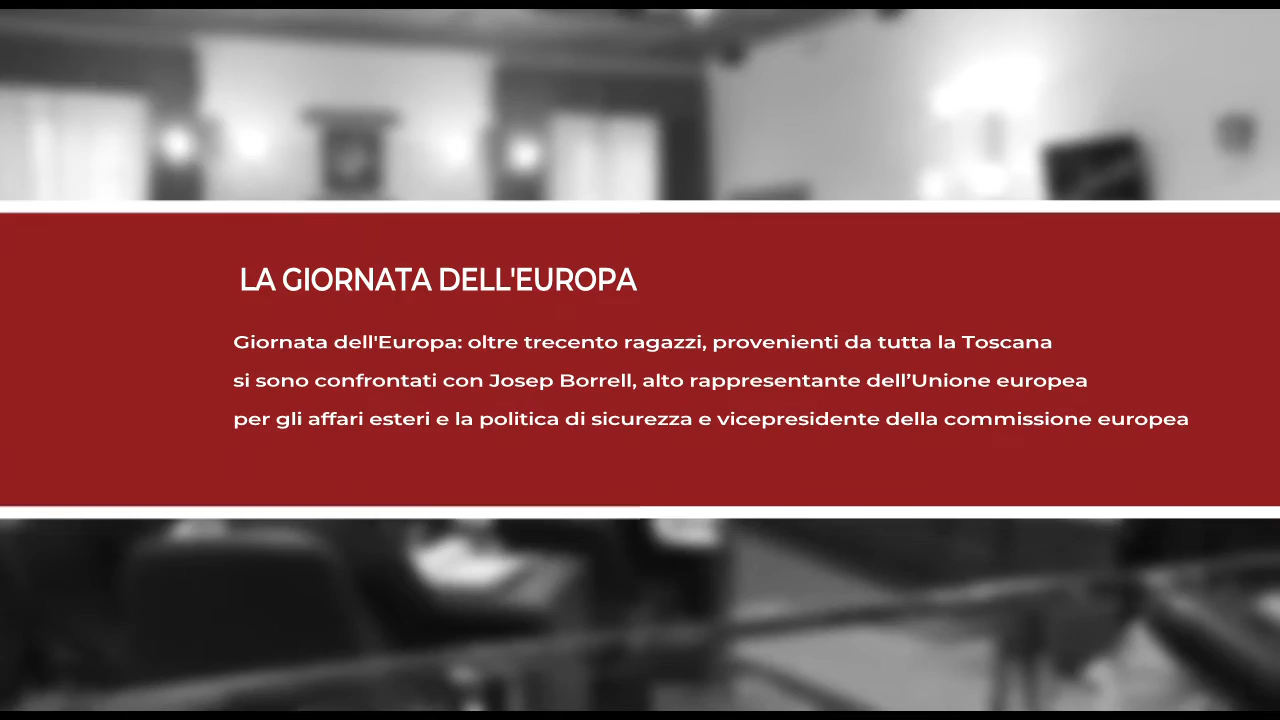 LA GIORNATA DELL'EUROPA
Giornata dell'Europa: oltre trecento ragazzi, provenienti da tutta la Toscana
si sono confrontati con Josep Borrell, alto rappresentante dell’Unione europea
per gli affari esteri e la politica di sicurezza e vicepresidente della commissione europea